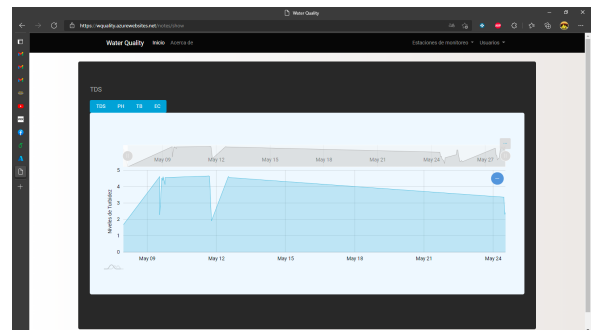 Water Quality
https://wquality.azurewebsites.net/notes/show
Water Quality Inicio Acerca de Estaciones de monitoreo Usuarios
TDS
TDS PH TB EC
May 09 May 12 May 15 May 18 May 21 May 24 May 27
Niveles de Turbidez
5
4
3
2
1
0
May 09 May 12 May 15 May 18 May 21 May 24